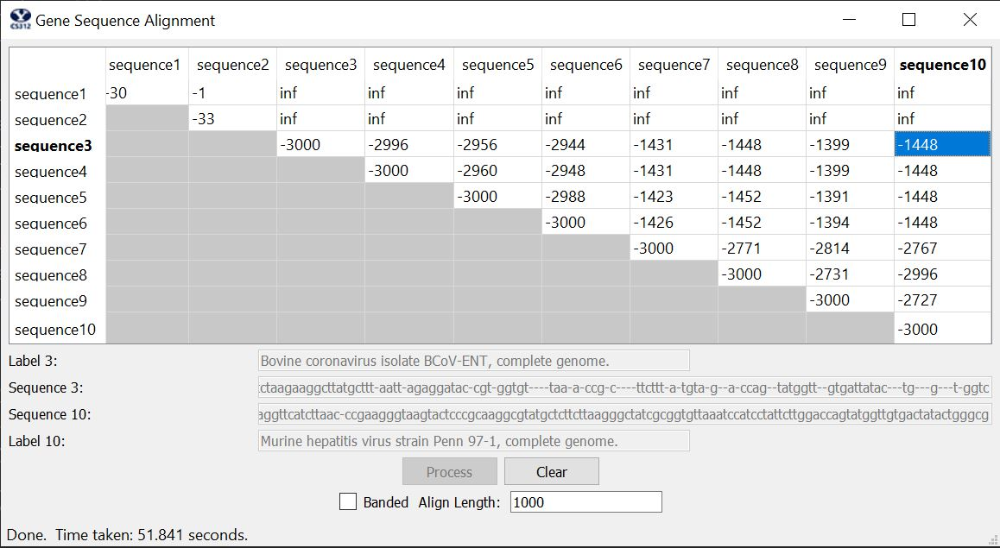 CS312 Gene Sequence Alignment
sequence1 sequence2 sequence3 sequence4 sequence5 sequence6 sequence7 sequence8 sequence9 sequence10
sequence1 -30 -1 inf inf inf inf inf inf inf inf
sequence2 -33 inf inf inf inf inf inf inf inf
sequence3 -3000 -2996 -2956 -2944 -1431 -1448 -1399 -1448
sequence4 -3000 -2960 -2948 -1431 -1448 -1399 -1448
sequence5 -3000 -2988 -1423 -1452 -1391 -1448
sequence6 -3000 -1426 -1452 -1394 -1448
sequence7 -3000 -2771 -2814 -2767
sequence8 -3000 -2731 -2996
sequence9 -3000 -2727
sequence10 -3000
Label 3: Bovine coronavirus isolate BCoV-ENT, complete genome.
Sequence 3: ctaagaaggcttatgcttt-aatt-agaggatac-cgt-ggtgt----taa-a-ccg-c----ttcttt-a-tgta-g--a-ccag--tatggtt--gtgattatac---tg---g---t-ggtc
Sequence 10: aggttcatcttaac-ccgaagggtaagtactcccgcaaggcgtatgctcttcttaagggctatcgcggtgttaaatccatcctattcttggaccagtatggttgtgactatactgggcg
Label 10: Murine hepatitis virus strain Penn 97-1, complete genome.
Process Clear
Banded Align Length: 1000
Done. Time taken: 51.841 seconds.